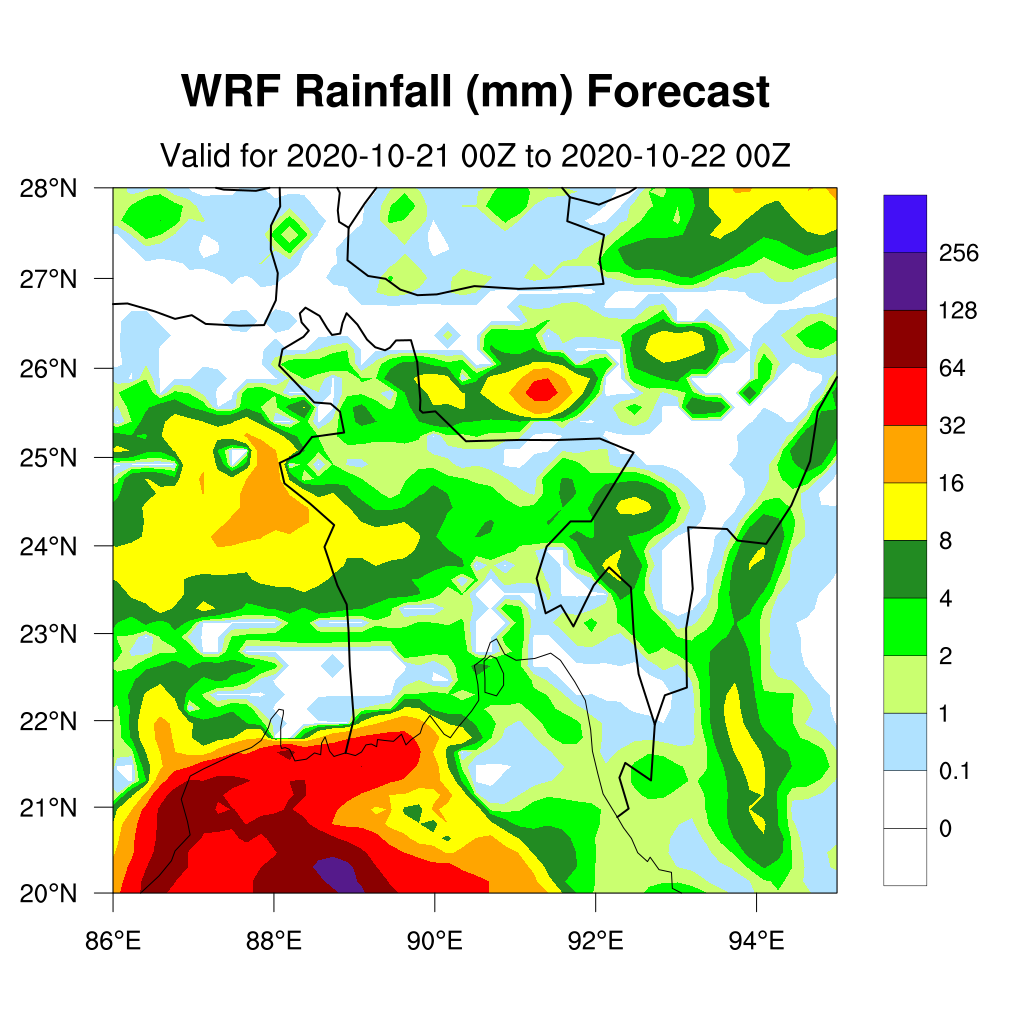 WRF Rainfall (mm) Forecast
Valid for 2020-10-21 00Z to 2020-10-22 00Z
28°N
27°N
26°N
25°N
24°N
23°N
22°N
21°N
20°N
86°E
88°E
90°E
92°E
94°E
256
128
64
32
16
8
4
2
1
0.1
0